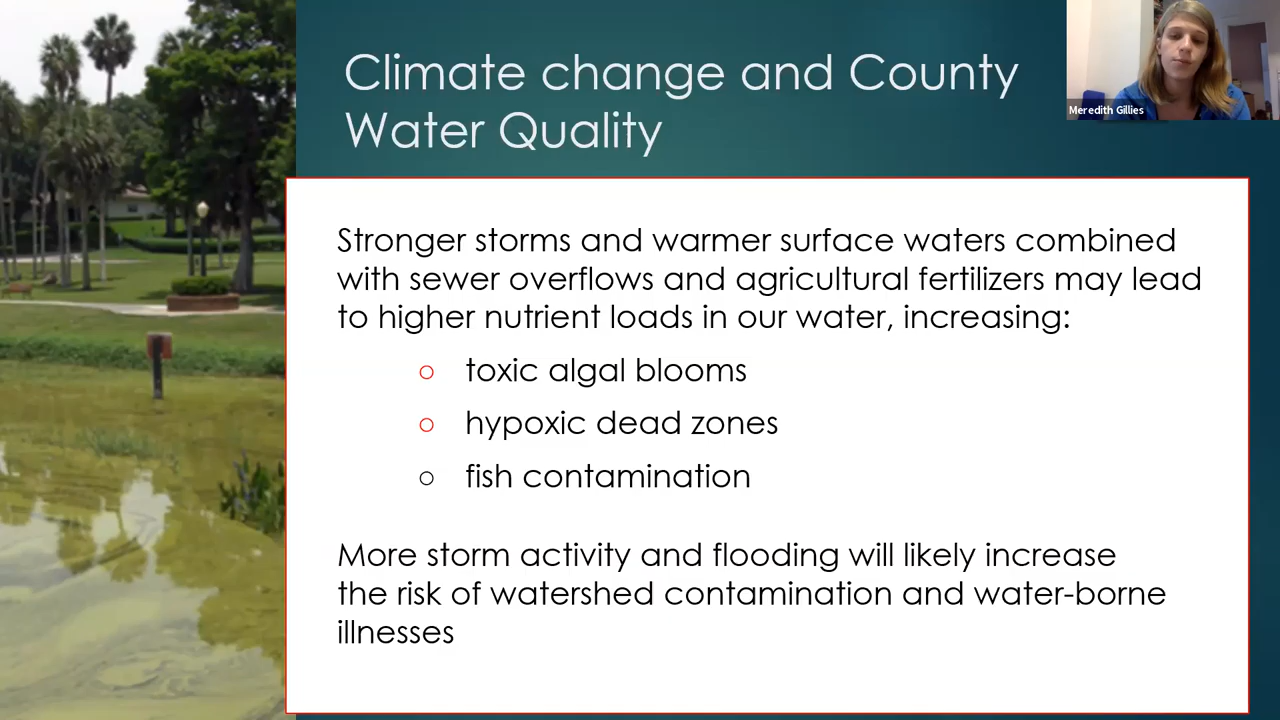 Climate change and County
Water Quality
Meredith Gillies
Stronger storms and warmer surface waters combined
with sewer overflows and agricultural fertilizers may lead
to higher nutrient loads in our water, increasing:
○ toxic algal blooms
○ hypoxic dead zones
○ fish contamination
More storm activity and flooding will likely increase
the risk of watershed contamination and water-borne
illnesses